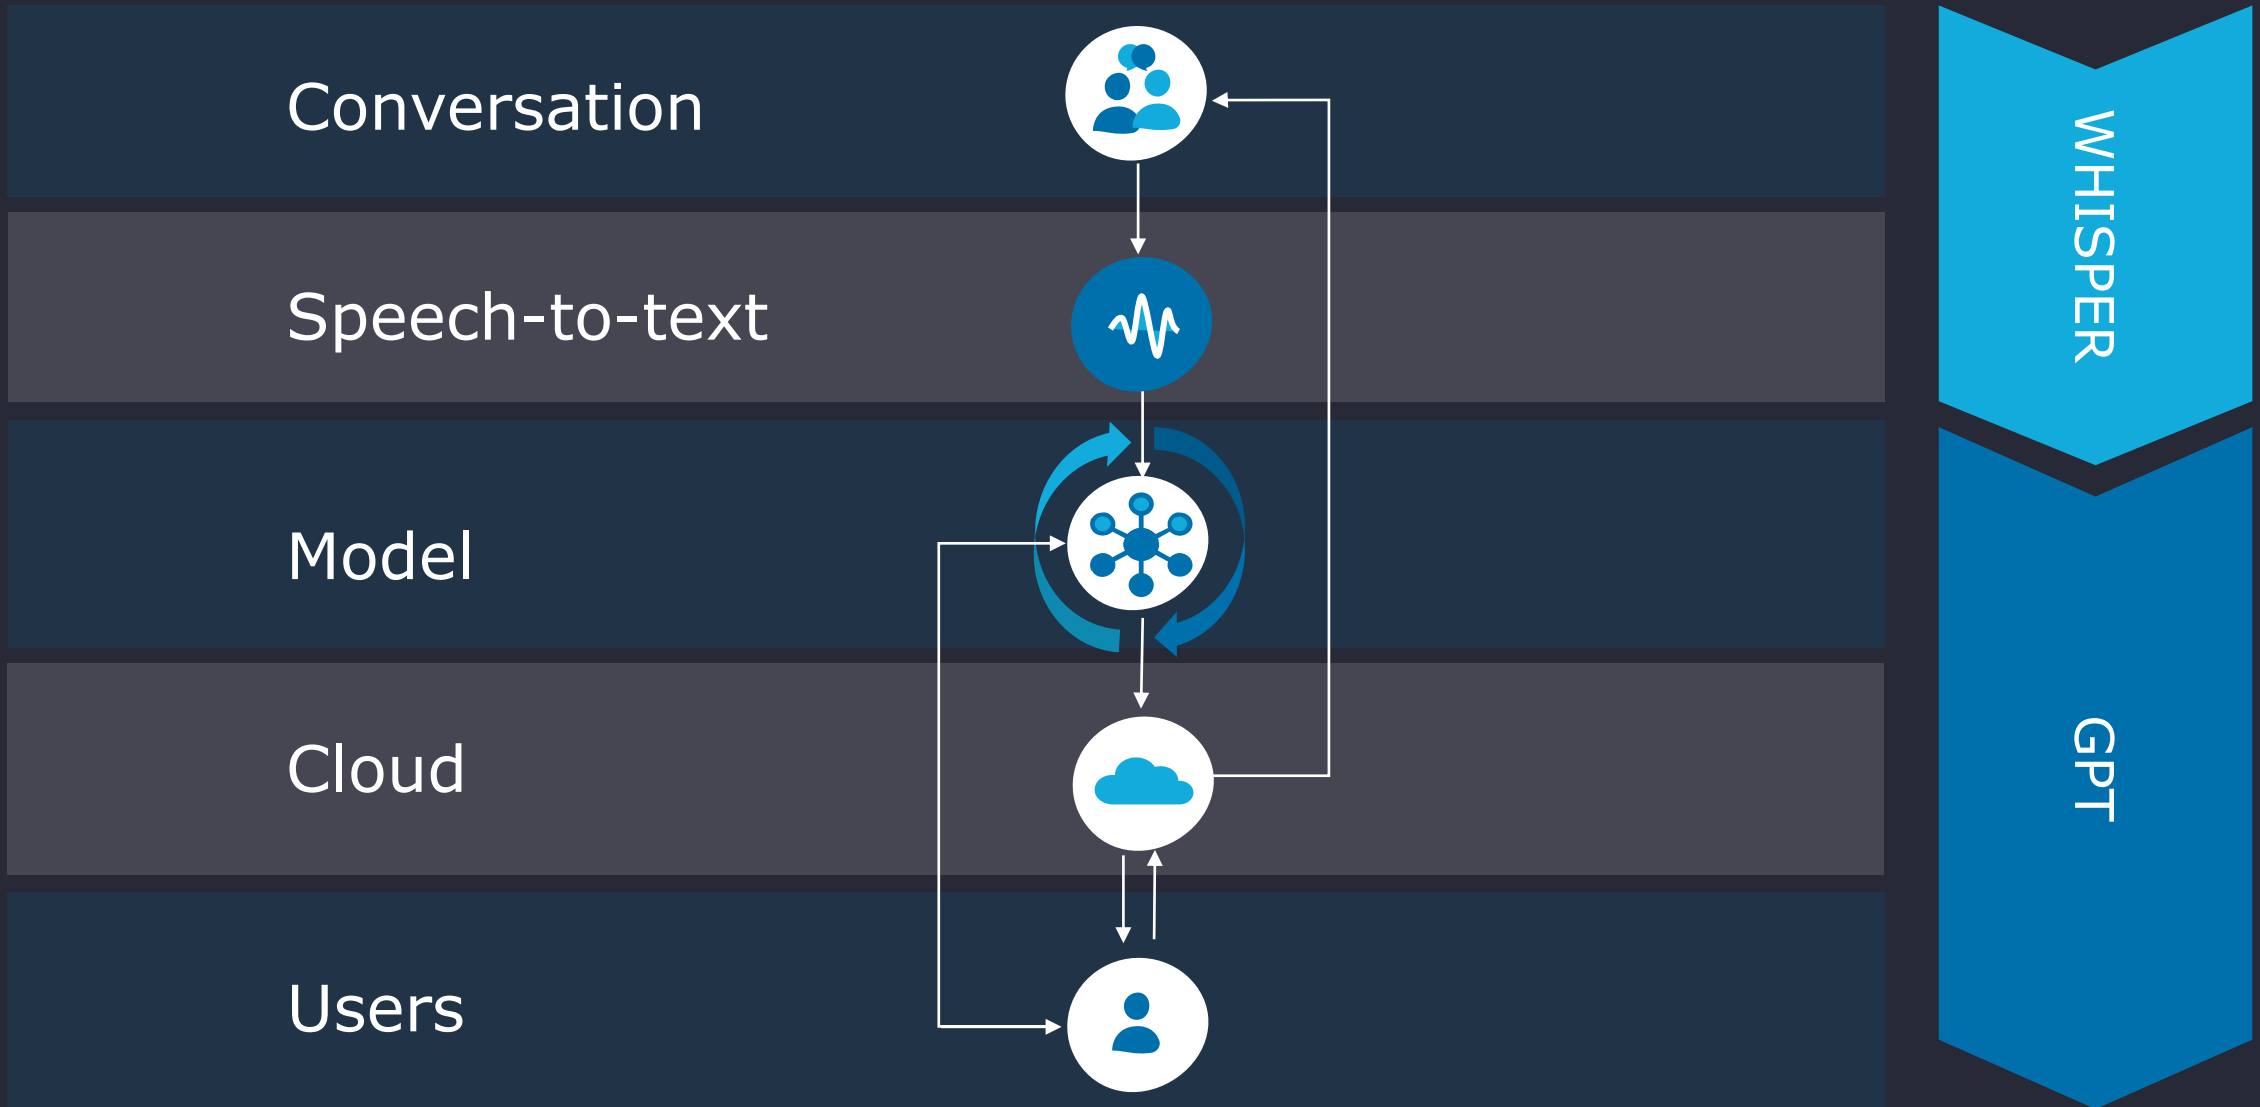 Conversation
Speech-to-text
Model
Cloud
Users
WHISPER
GPT